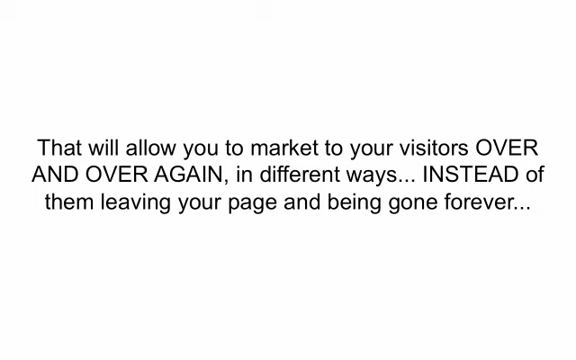 That will allow you to market to your visitors OVER
AND OVER AGAIN, in different ways... INSTEAD of
them leaving your page and being gone forever...